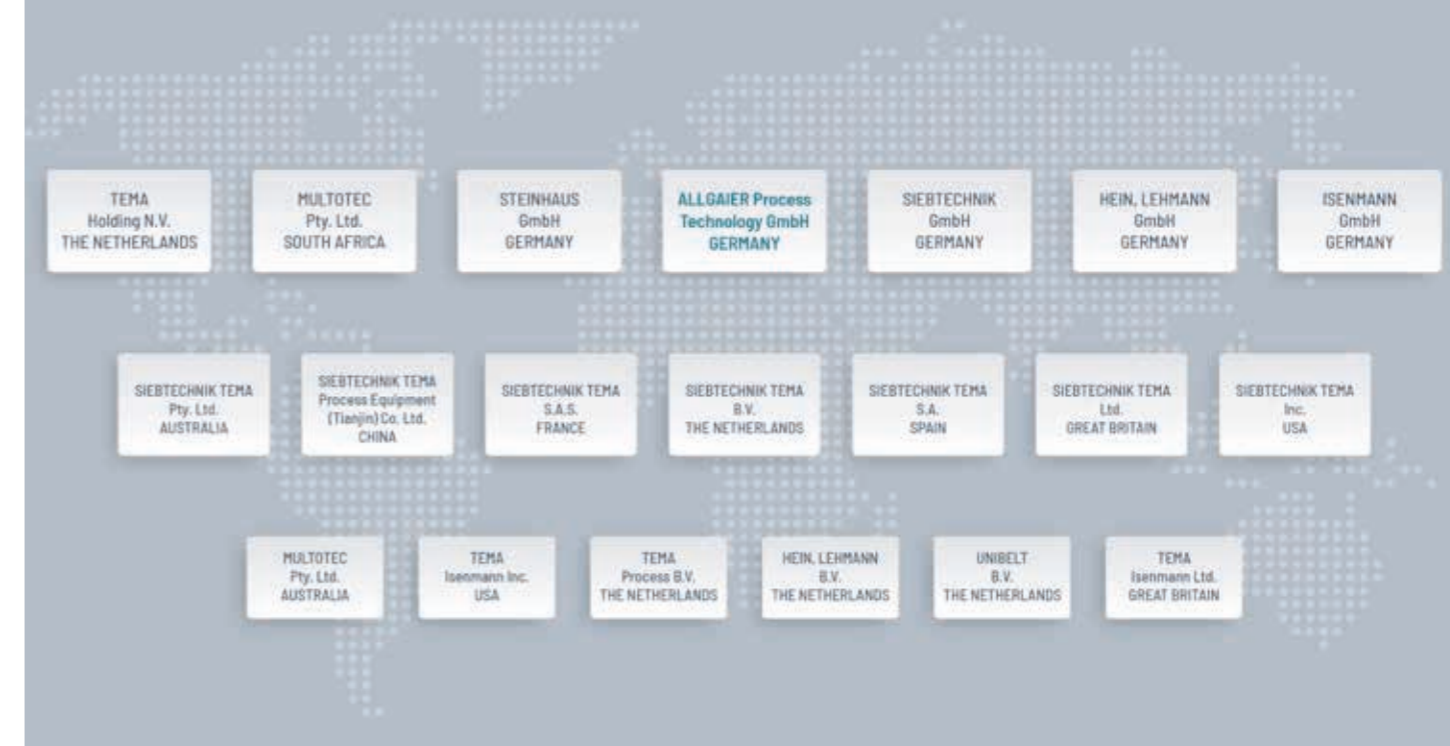 TEMA
Holding N.V.
THE NETHERLANDS
MULTOTEC
Pty. Ltd.
SOUTH AFRICA
STEINHAUS
GmbH
GERMANY
ALLGAIER Process
Technology GmbH
GERMANY
SIEBTECHNIK
GmbH
GERMANY
HEIN, LEHMANN
GmbH
GERMANY
ISENMANN
GmbH
GERMANY
SIEBTECHNIK TEMA
Pty. Ltd.
AUSTRALIA
SIEBTECHNIK TEMA
Process Equipment
(Tianjin) Co. Ltd.
CHINA
SIEBTECHNIK TEMA
S.A.S.
FRANCE
SIEBTECHNIK TEMA
B.V.
THE NETHERLANDS
SIEBTECHNIK TEMA
S.A.
SPAIN
SIEBTECHNIK TEMA
Ltd.
GREAT BRITAIN
SIEBTECHNIK TEMA
Inc.
USA
MULTOTEC
Pty. Ltd.
AUSTRALIA
TEMA
Isenmann Inc.
USA
TEMA
Process B.V.
THE NETHERLANDS
HEIN, LEHMANN
B.V.
THE NETHERLANDS
UNIBELT
B.V.
THE NETHERLANDS
TEMA
Isenmann Ltd.
GREAT BRITAIN